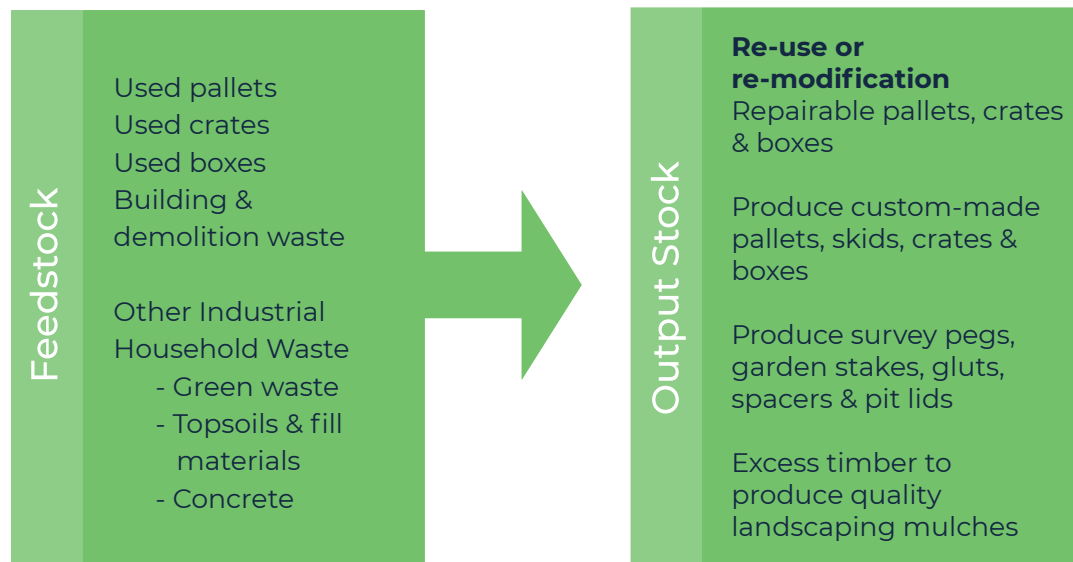 Feedstock
Used pallets
Used crates
Used boxes
Building &
demolition waste
Other Industrial
Household Waste
- Green waste
- Topsoils & fill
materials
- Concrete
Output Stock
Re-use or
re-modification
Repairable pallets, crates
& boxes
Produce custom-made
pallets, skids, crates &
boxes
Produce survey pegs,
garden stakes, gluts,
spacers & pit lids
Excess timber to
produce quality
landscaping mulches